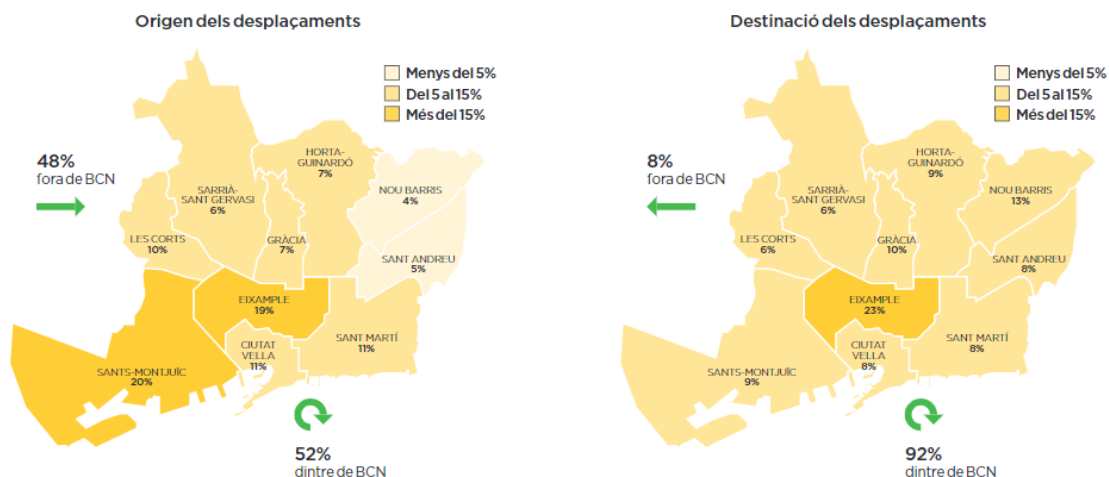 Origen dels desplaçaments
Menys del 5%
Del 5 al 15%
Més del 15%
48%
fora de BCN
HORTA-
GUINARDÓ
7%
NOU BARRIS
4%
SARRIÀ-
SANT GERVASI
6%
LES CORTS
10%
GRÀCIA
7%
SANT ANDREU
5%
EIXAMPLE
19%
SANT MARTÍ
11%
CIUTAT
VELLA
11%
SANTS-MONTJUÏC
20%
52%
dintre de BCN
Destinació dels desplaçaments
Menys del 5%
Del 5 al 15%
Més del 15%
8%
fora de BCN
HORTA-
GUINARDÓ
9%
NOU BARRIS
13%
SARRIÀ-
SANT GERVASI
6%
LES CORTS
6%
GRÀCIA
10%
SANT ANDREU
8%
EIXAMPLE
23%
SANT MARTÍ
8%
CIUTAT
VELLA
8%
SANTS-MONTJUÏC
9%
92%
dintre de BCN